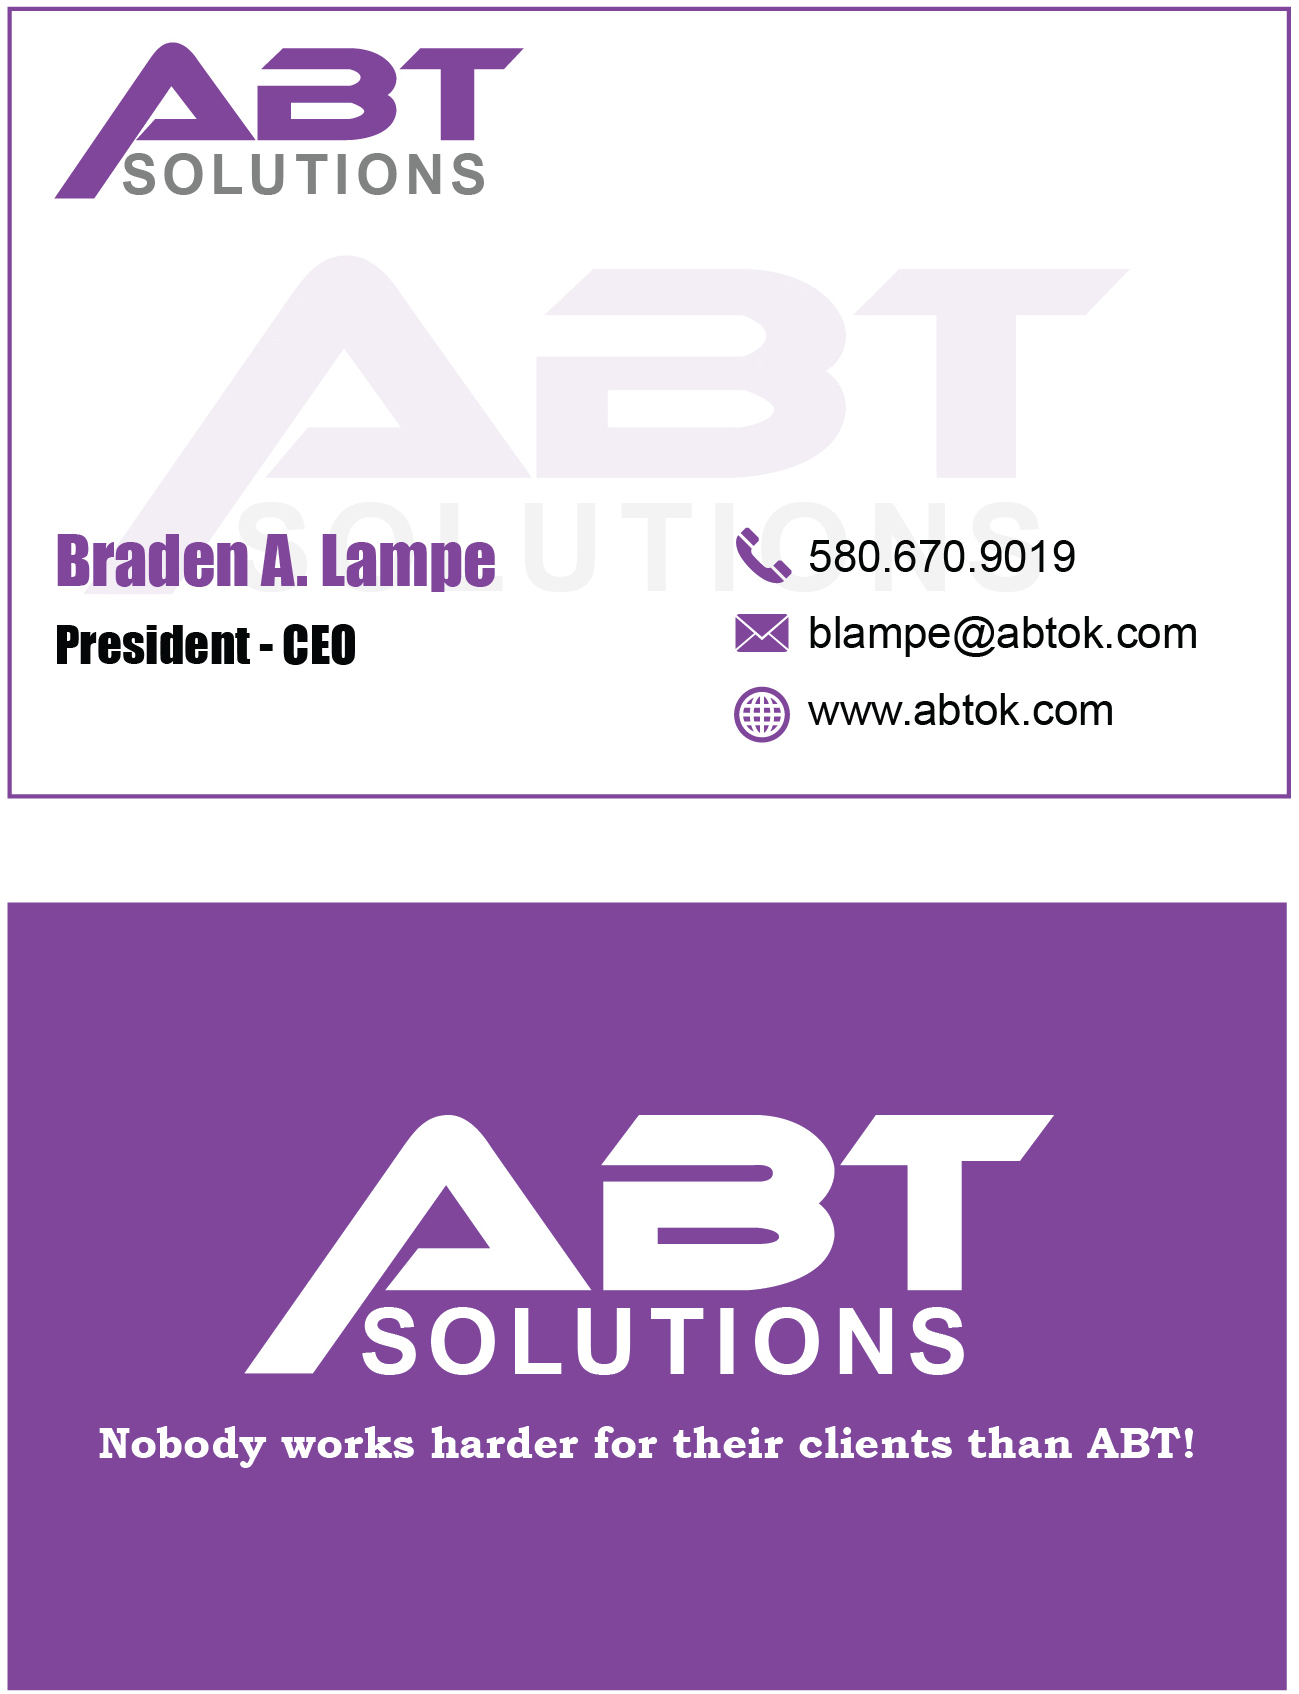 ABT
SOLUTIONS
ABT
SOLUTIONS
Braden A. Lampe
President - CEO
580.670.9019
blampe@abtok.com
www.abtok.com
ABT
SOLUTIONS
Nobody works harder for their clients than ABT!